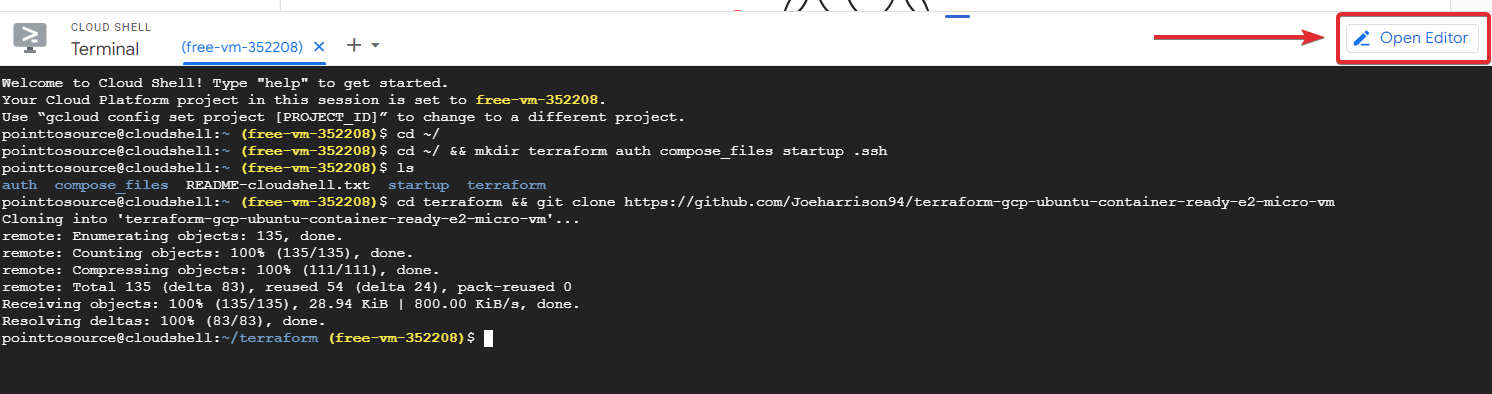 CLOUD SHELL
Terminal
(free-vm-352208)
Open Editor
Welcome to Cloud Shell! Type "help" to get started.
Your Cloud Platform project in this session is set to free-vm-352208.
Use “gcloud config set project [PROJECT_ID]” to change to a different project.
pointtosource@cloudshell:~ (free-vm-352208)$ cd ~/
pointtosource@cloudshell:~ (free-vm-352208)$ cd ~/ && mkdir terraform auth compose_files startup .ssh
pointtosource@cloudshell:~ (free-vm-352208)$ ls
auth compose_files README-cloudshell.txt startup terraform
pointtosource@cloudshell:~ (free-vm-352208)$ cd terraform && git clone https://github.com/Joeharrison94/terraform-gcp-ubuntu-container-ready-e2-micro-vm
Cloning into 'terraform-gcp-ubuntu-container-ready-e2-micro-vm'...
remote: Enumerating objects: 135, done.
remote: Counting objects: 100% (135/135), done.
remote: Compressing objects: 100% (111/111), done.
remote: Total 135 (delta 83), reused 54 (delta 24), pack-reused 0
Receiving objects: 100% (135/135), 28.94 KiB | 800.00 KiB/s, done.
Resolving deltas: 100% (83/83), done.
pointtosource@cloudshell:~/terraform (free-vm-352208)$